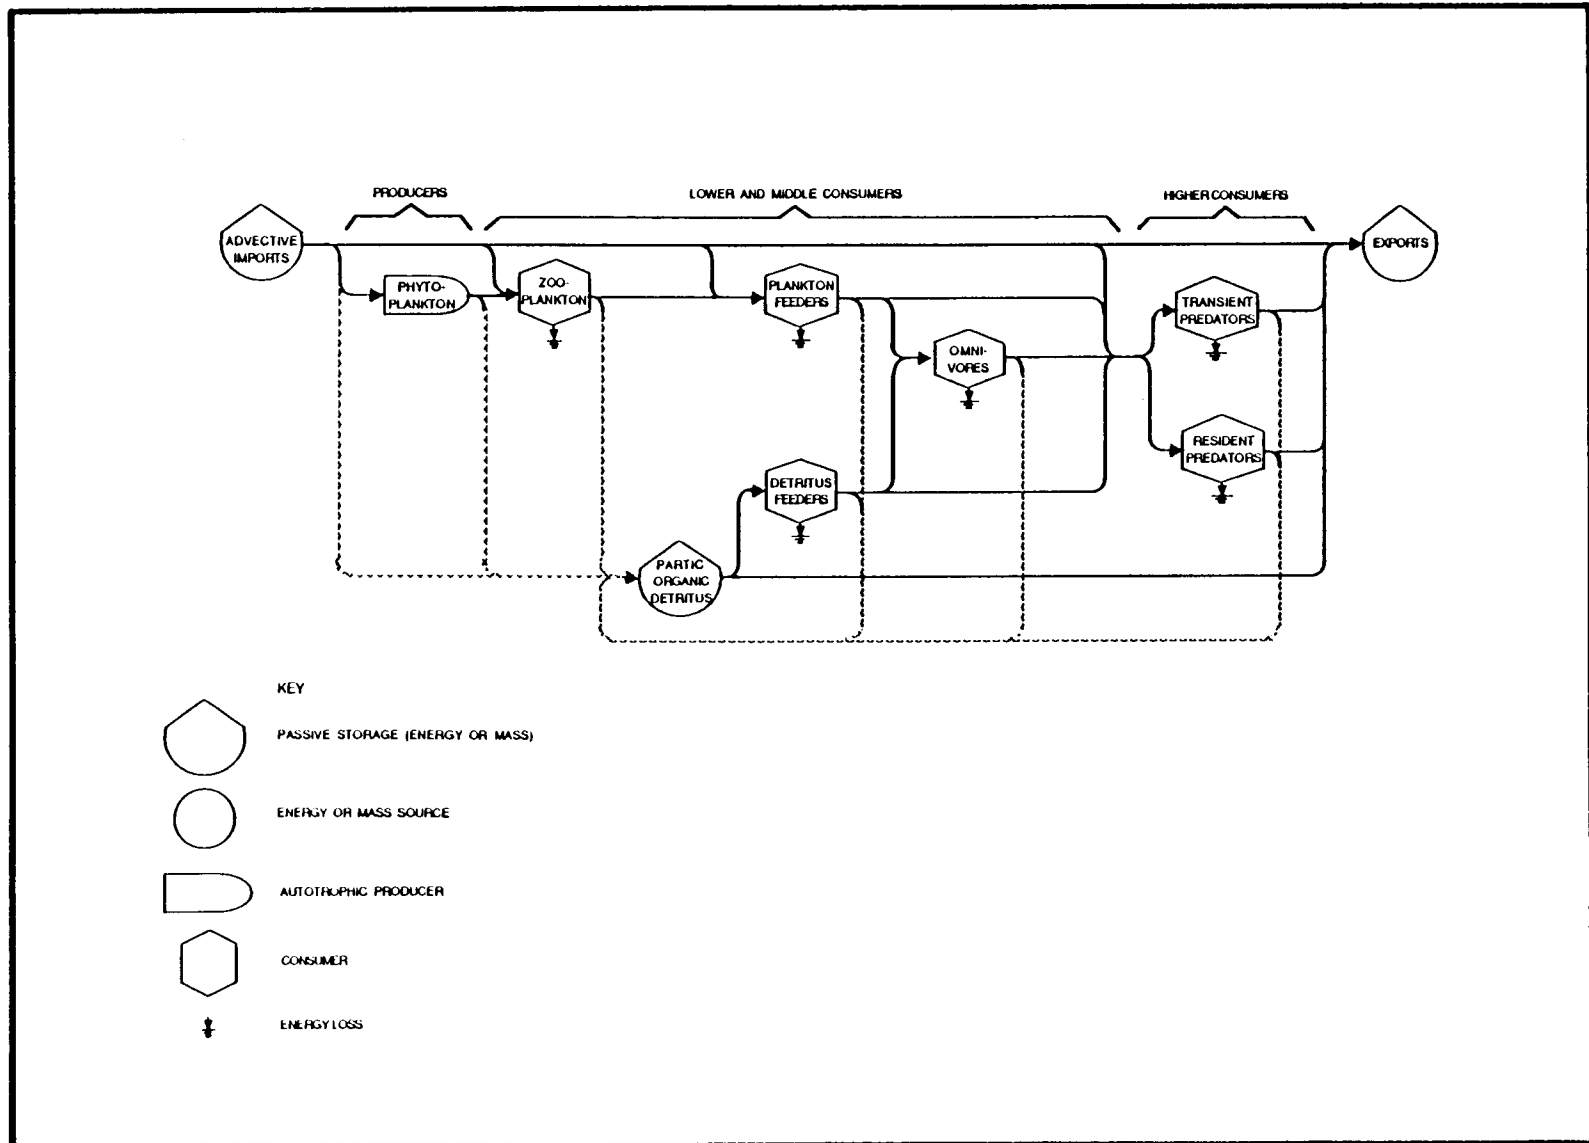 PRODUCERS
LOWER AND MIDDLE CONSUMERS
HIGHER CONSUMERS
ADVECTIVE
IMPORTS
EXPORTS
PHYTO-
PLANKTON
ZOO-
PLANKTON
PLANKTON
FEEDERS
TRANSIENT
PREDATORS
OMNI-
VORES
RESIDENT
PREDATORS
DETRITUS
FEEDERS
PARTIC
ORGANIC
DETRITUS
KEY
PASSIVE STORAGE (ENERGY OR MASS)
ENERGY OR MASS SOURCE
AUTOTROPHIC PRODUCER
CONSUMER
ENERGY LOSS